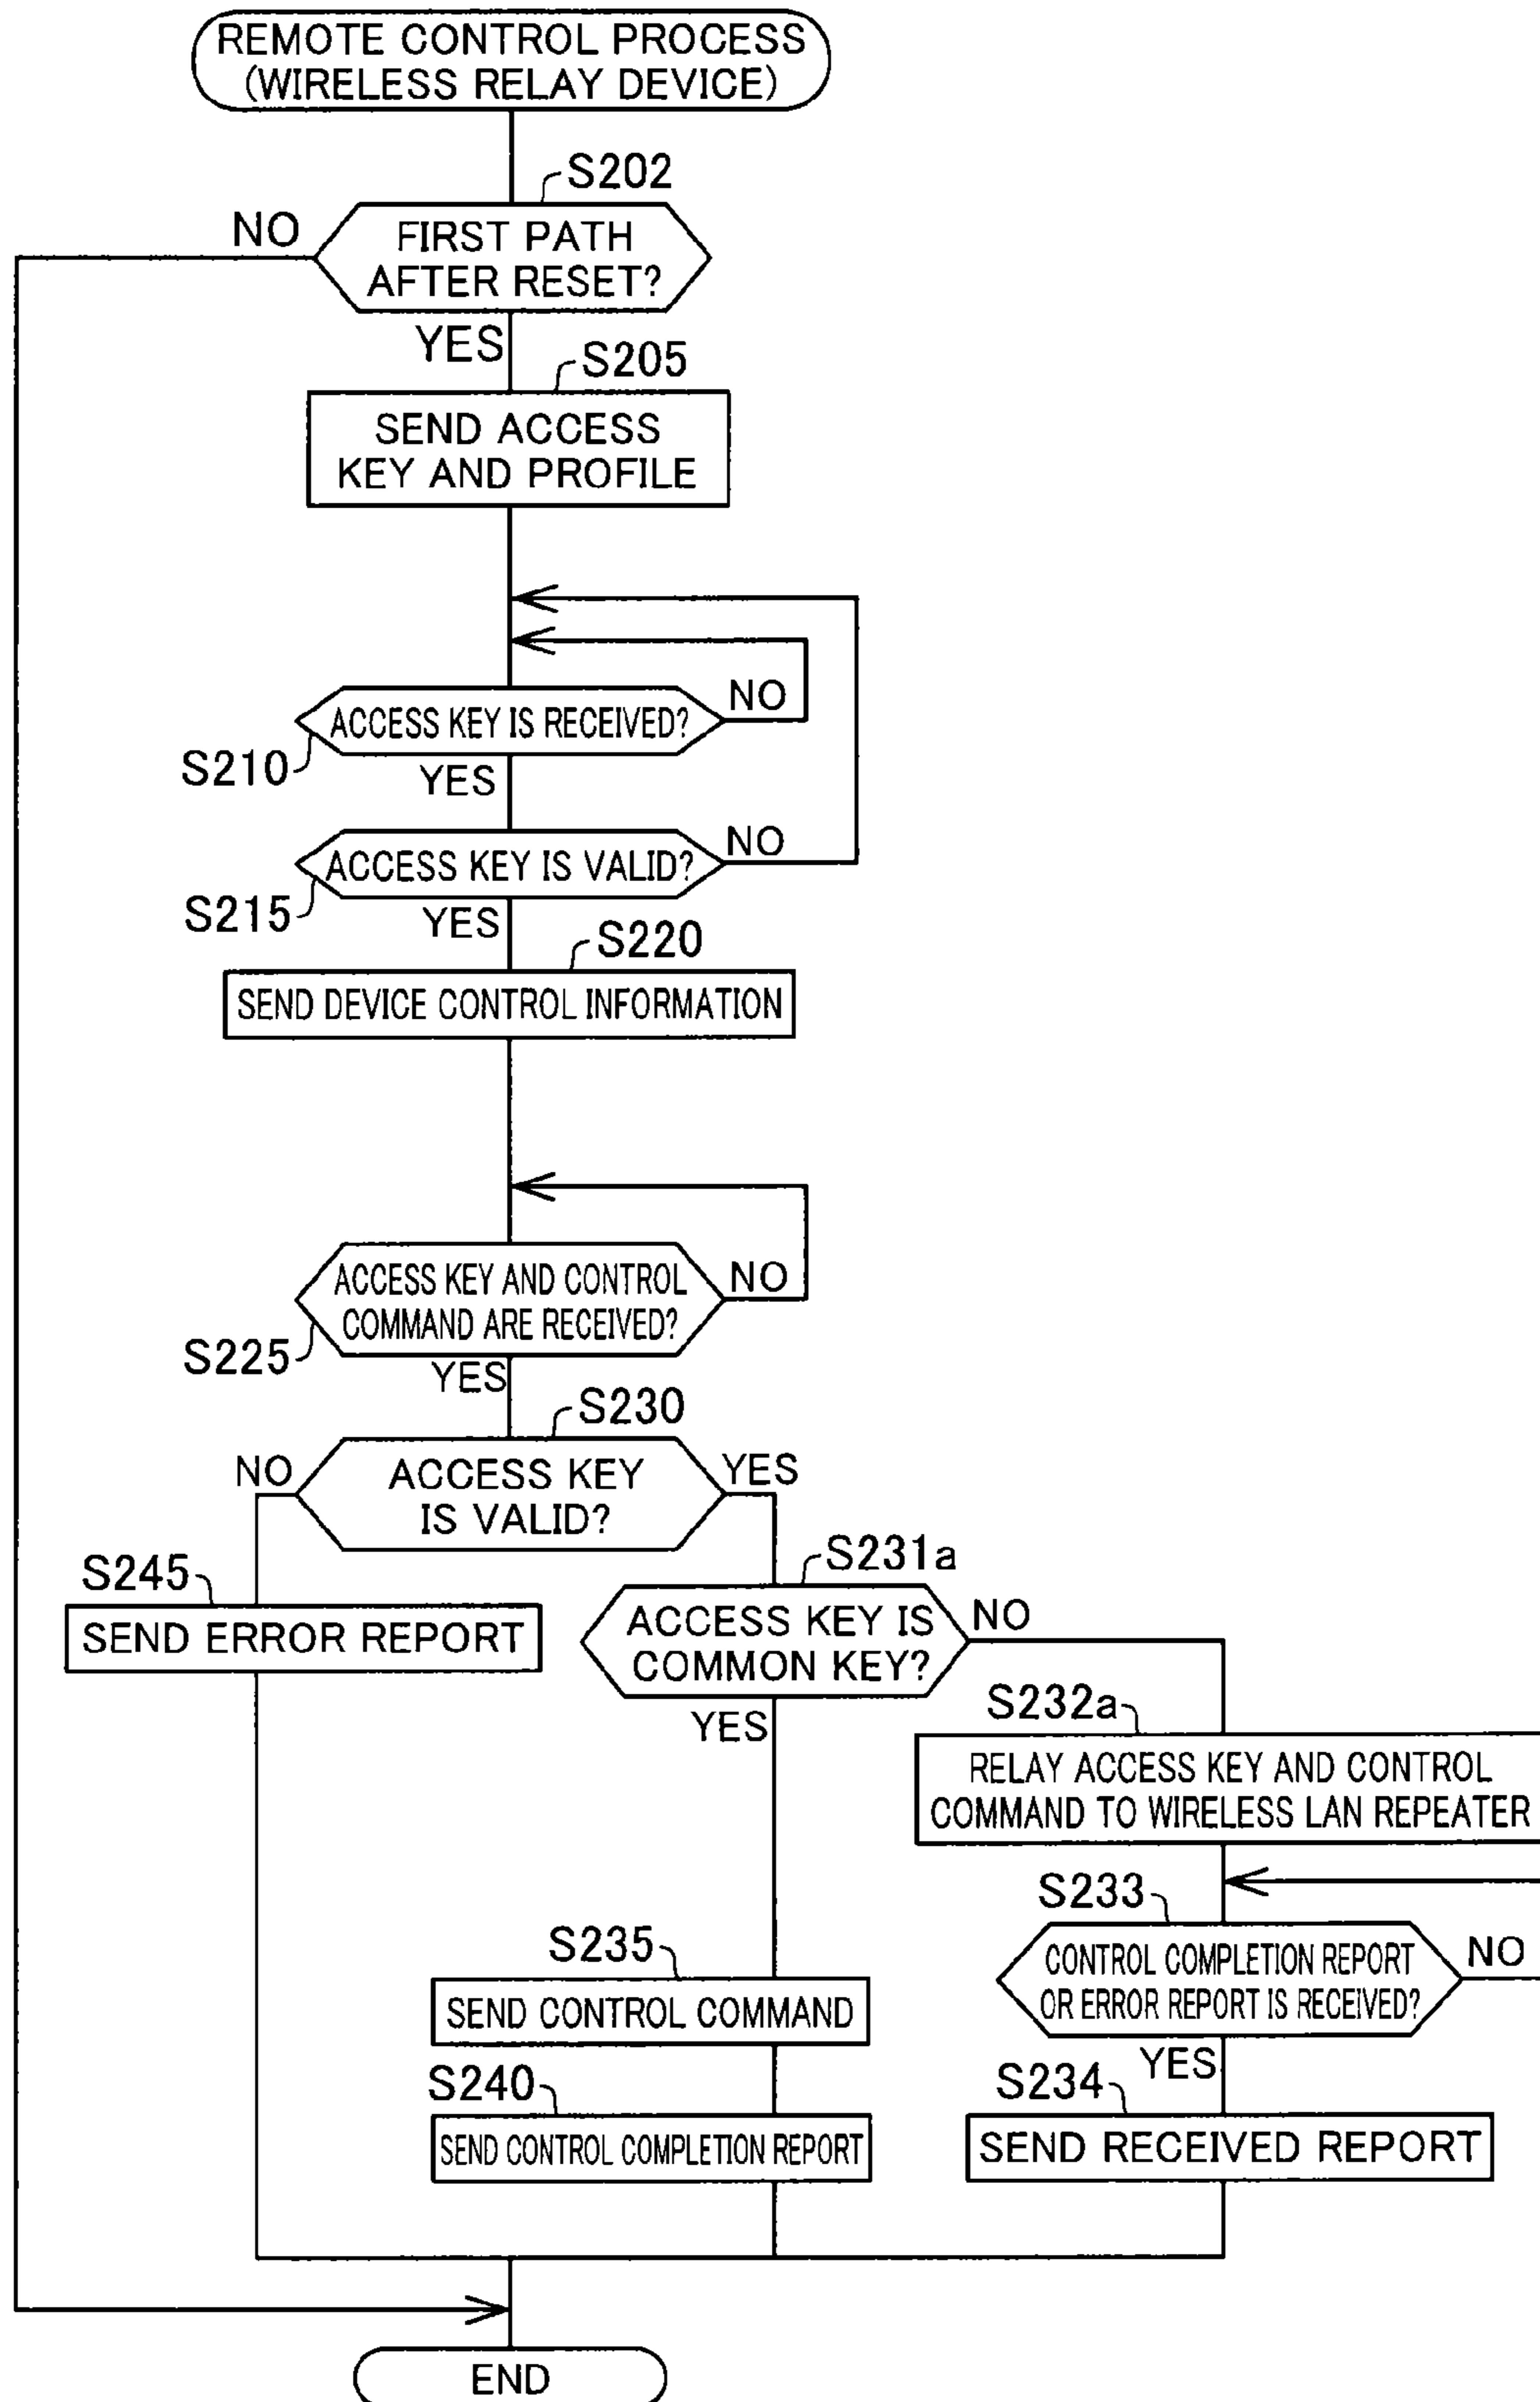 REMOTE CONTROL PROCESS
(WIRELESS RELAY DEVICE)
S202
NO
FIRST PATH
AFTER RESET?
YES
S205
SEND ACCESS
KEY AND PROFILE
ACCESS KEY IS RECEIVED?
NO
S210
YES
ACCESS KEY IS VALID?
NO
S215
YES
S220
SEND DEVICE CONTROL INFORMATION
ACCESS KEY AND CONTROL
COMMAND ARE RECEIVED?
NO
S225
YES
S230
NO
ACCESS KEY
IS VALID?
YES
S245
SEND ERROR REPORT
S231a
ACCESS KEY IS
COMMON KEY?
NO
YES
S232a
RELAY ACCESS KEY AND CONTROL
COMMAND TO WIRELESS LAN REPEATER
S233
CONTROL COMPLETION REPORT
OR ERROR REPORT IS RECEIVED?
NO
YES
S235
SEND CONTROL COMMAND
S240
SEND CONTROL COMPLETION REPORT
S234
SEND RECEIVED REPORT
END